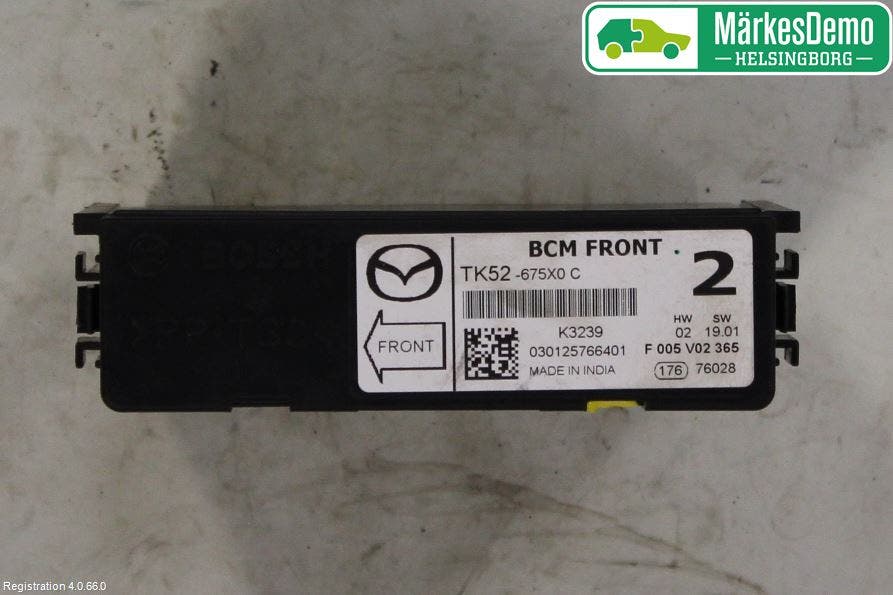 MärkesDemo
HELSINGBORG
BCM FRONT
TK52 -675X0 C
2
K3239
HW SW
02 19.01
FRONT
030125766401
F 005 V02 365
MADE IN INDIA
176 76028
BOSCH
Registration 4.0.66.0